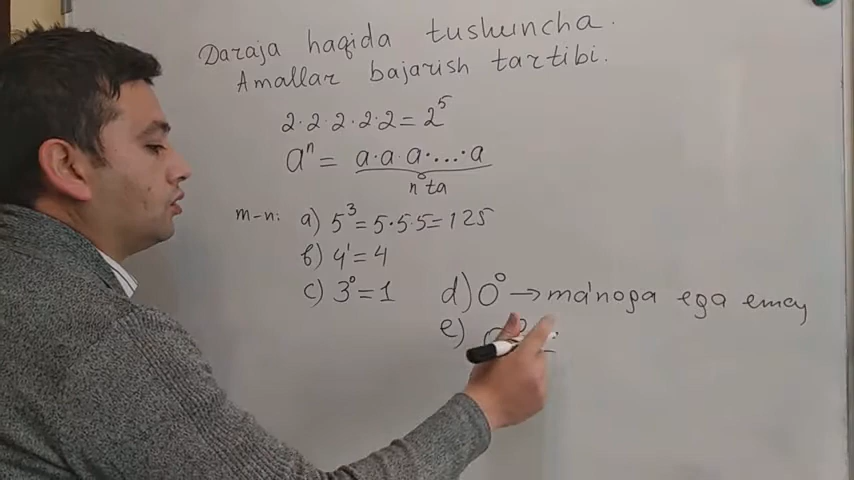 Daraja haqida tushuncha.
Amallar bajarish tartibi.
2·2·2·2·2=2⁵
aⁿ= a·a·a·...·a
n ta
m-n: a) 5³=5·5·5=125
b) 4¹=4
c) 3⁰=1
d) 0⁰ → ma'noga ega emas
e)